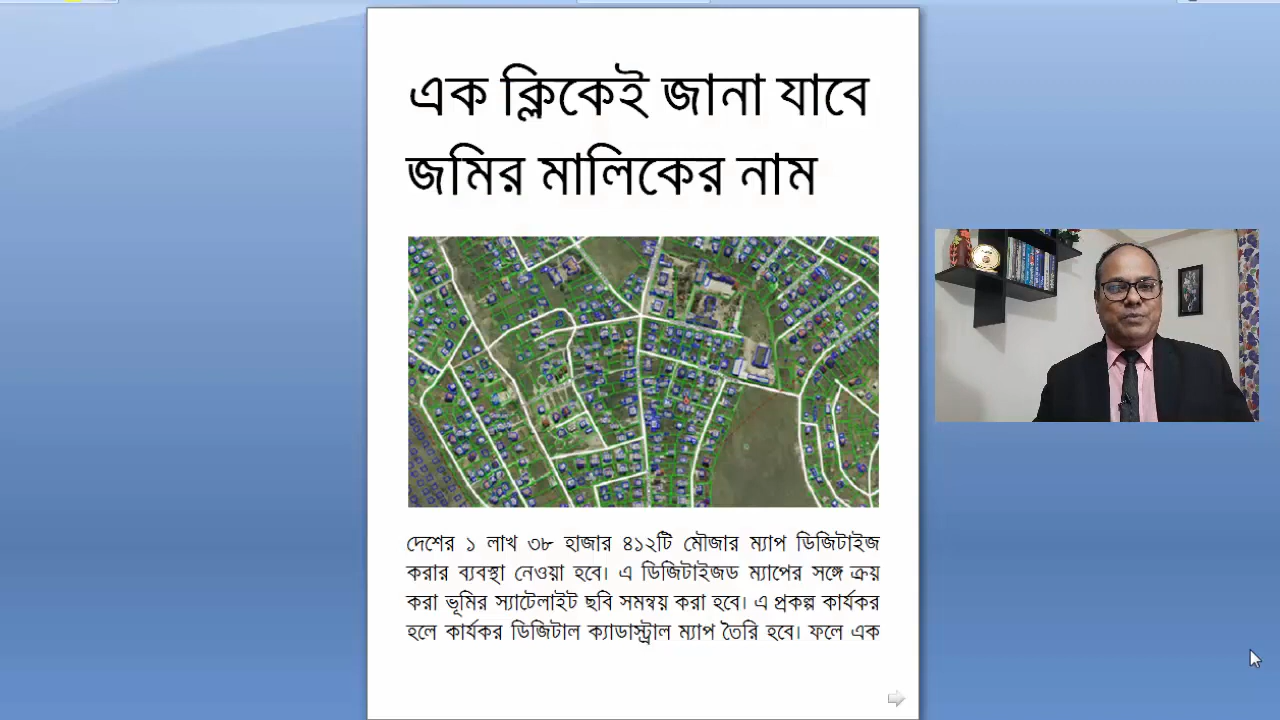 এক ক্লিকেই জানা যাবে
জমির মালিকের নাম
দেশের ১ লাখ ৩৮ হাজার ৪১২টি মৌজার ম্যাপ ডিজিটাইজ
করার ব্যবস্থা নেওয়া হবে। এ ডিজিটাইজড ম্যাপের সঙ্গে ক্রয়
করা ভূমির স্যাটেলাইট ছবি সমন্বয় করা হবে। এ প্রকল্প কার্যকর
হলে কার্যকর ডিজিটাল ক্যাডাস্ট্রাল ম্যাপ তৈরি হবে। ফলে এক